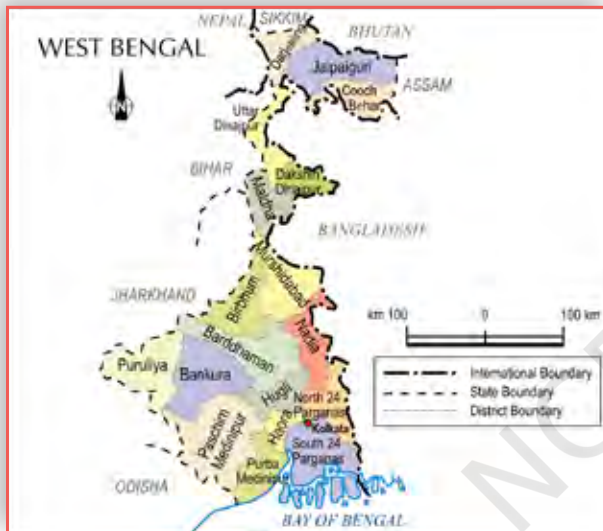 NEPAL
SIKKIM
BHUTAN
WEST BENGAL
Darjiling
Jalpaiguri
N
ASSAM
Cooch
Behar
Uttar
Dinajpur
BIHAR
Dakshin
Dinajpur
Maldha
BANGLADESH
Murshidabad
JHARKHAND
Birbhum
km 100
0
100 km
Nadia
Barddhaman
Puruliya
Bankura
International Boundary
State Boundary
District Boundary
Hugli
North 24
Parganas
Kolkata
Paschim
Medinipur
Haora
South 24
Parganas
Purba
Medinipur
ODISHA
BAY OF BENGAL